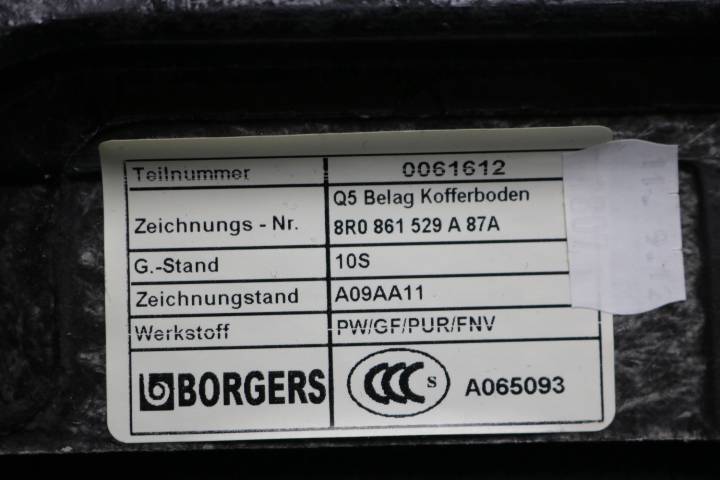 Teilnummer 0061612
Q5 Belag Kofferboden
Zeichnungs - Nr. 8R0 861 529 A 87A
G.-Stand 10S
Zeichnungstand A09AA11
Werkstoff PW/GF/PUR/FNV
BORGERS CCC S A065093